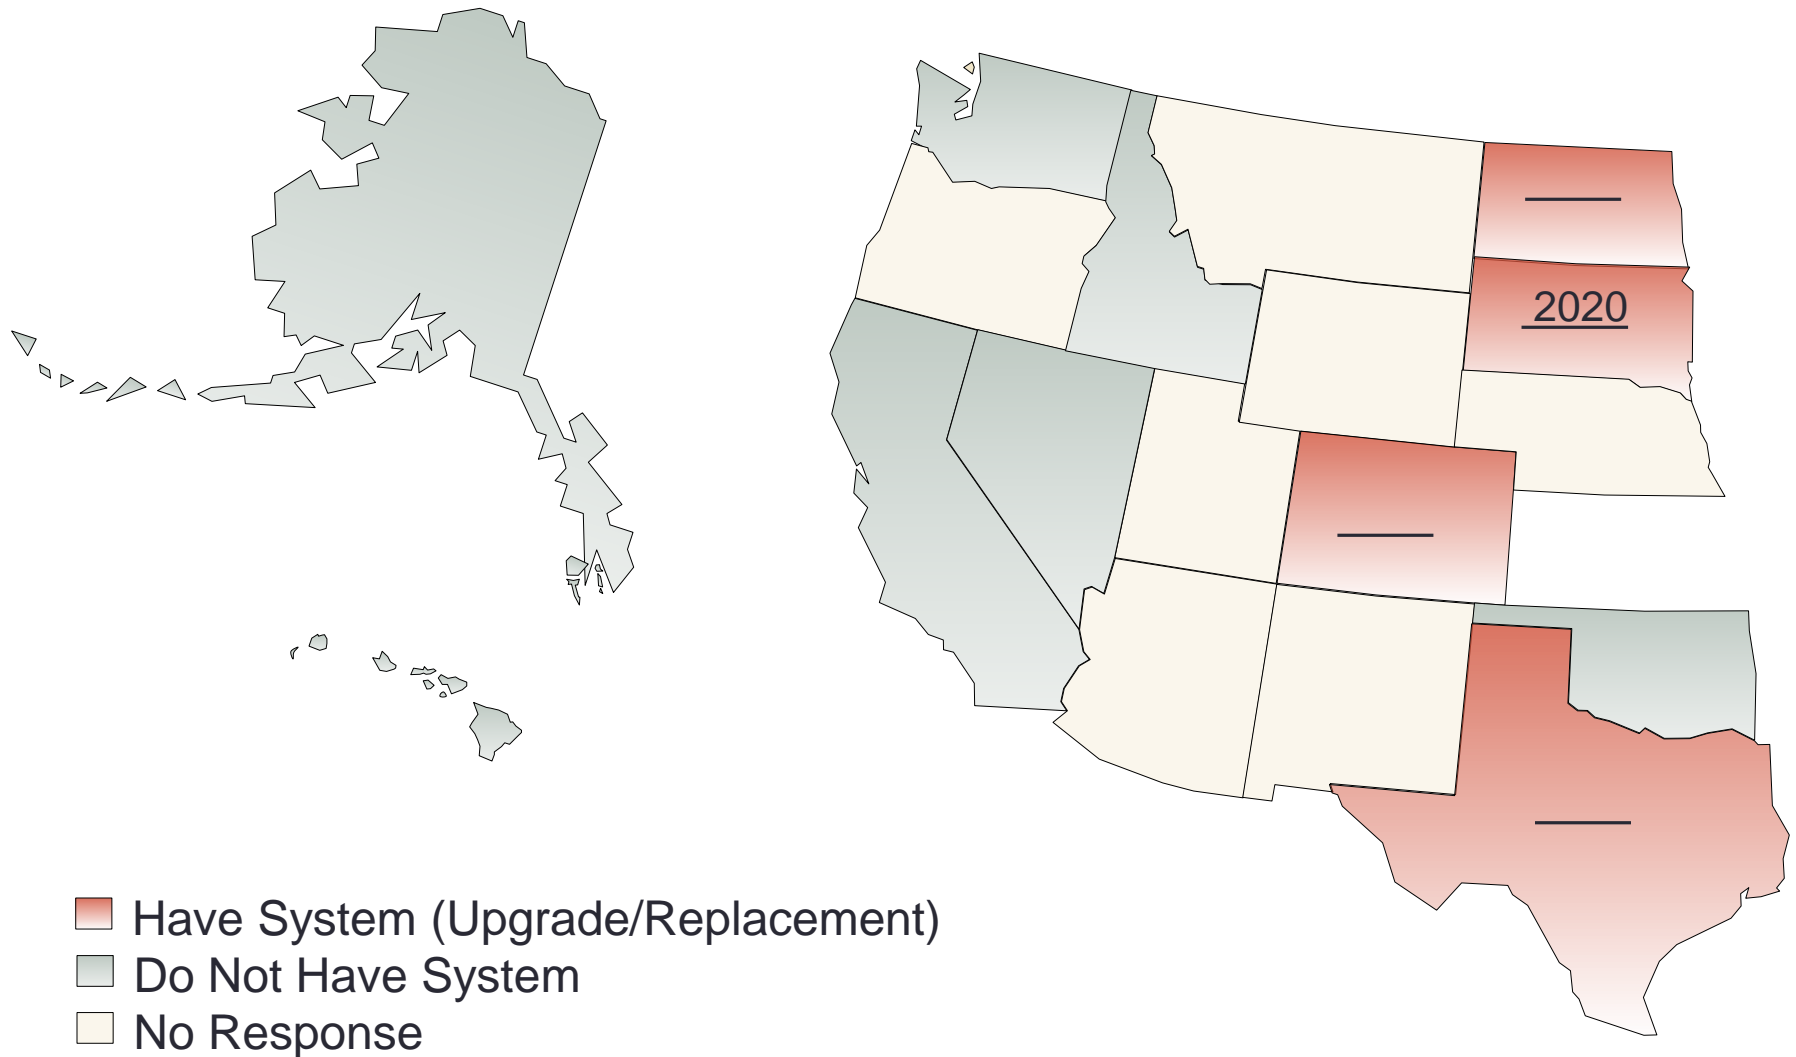 2020
Have System (Upgrade/Replacement)
Do Not Have System
No Response